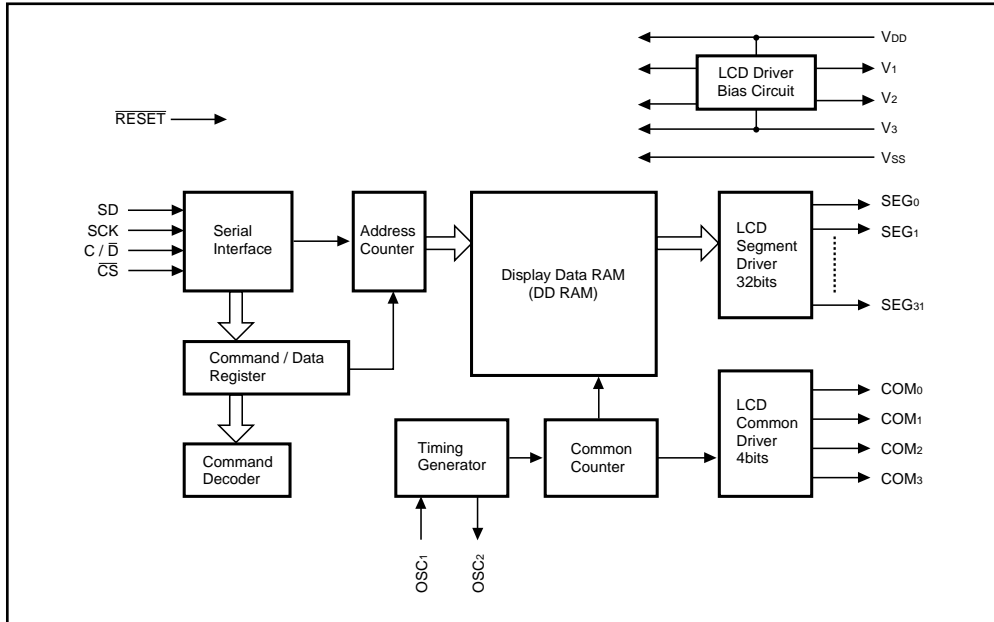 VDD
LCD Driver
Bias Circuit
V1
V2
RESET
V3
VSS
SD
SCK
C / D
CS
Serial
Interface
Address
Counter
Display Data RAM
(DD RAM)
LCD
Segment
Driver
32bits
SEG0
SEG1
SEG31
Command / Data
Register
Command
Decoder
Timing
Generator
Common
Counter
LCD
Common
Driver
4bits
COM0
COM1
COM2
COM3
OSC1
OSC2